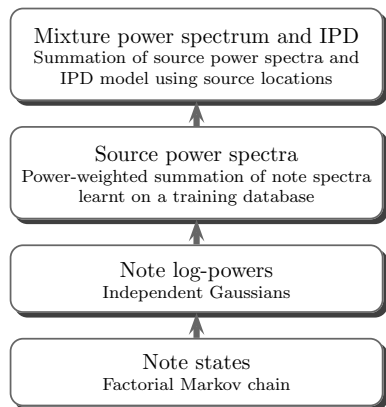 Mixture power spectrum and IPD
Summation of source power spectra and
IPD model using source locations
Source power spectra
Power-weighted summation of note spectra
learnt on a training database
Note log-powers
Independent Gaussians
Note states
Factorial Markov chain